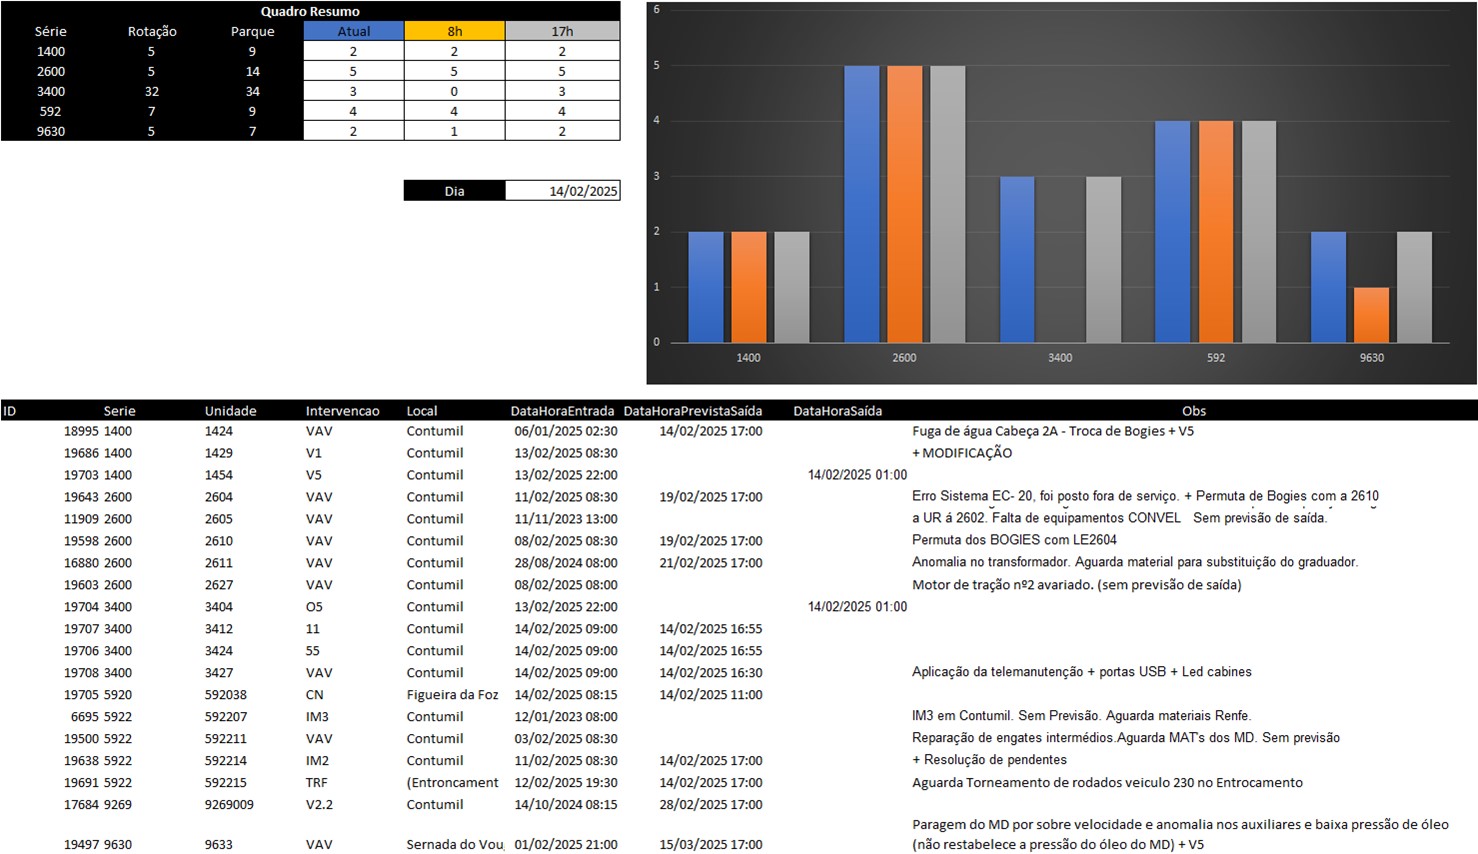 Quadro Resumo
Série Rotação Parque Atual 8h 17h
1400 5 9 2 2 2
2600 5 14 5 5 5
3400 32 34 3 0 3
592 7 9 4 4 4
9630 5 7 2 1 2
Dia 14/02/2025
6
5
4
3
2
1
0
1400 2600 3400 592 9630
ID Serie Unidade Intervencao Local DataHoraEntrada DataHoraPrevistaSaída DataHoraSaída Obs
18995 1400 1424 VAV Contumil 06/01/2025 02:30 14/02/2025 17:00 Fuga de água Cabeça 2A - Troca de Bogies + V5
19686 1400 1429 V1 Contumil 13/02/2025 08:30 + MODIFICAÇÃO
19703 1400 1454 V5 Contumil 13/02/2025 22:00 14/02/2025 01:00
19643 2600 2604 VAV Contumil 11/02/2025 08:30 19/02/2025 17:00 Erro Sistema EC- 20, foi posto fora de serviço. + Permuta de Bogies com a 2610
11909 2600 2605 VAV Contumil 11/11/2023 13:00 a UR á 2602. Falta de equipamentos CONVEL Sem previsão de saída.
19598 2600 2610 VAV Contumil 08/02/2025 08:30 19/02/2025 17:00 Permuta dos BOGIES com LE2604
16880 2600 2611 VAV Contumil 28/08/2024 08:00 21/02/2025 17:00 Anomalia no transformador. Aguarda material para substituição do graduador.
19603 2600 2627 VAV Contumil 08/02/2025 08:00 Motor de tração nº2 avariado. (sem previsão de saída)
19704 3400 3404 O5 Contumil 13/02/2025 22:00 14/02/2025 01:00
19707 3400 3412 11 Contumil 14/02/2025 09:00 14/02/2025 16:55
19706 3400 3424 55 Contumil 14/02/2025 09:00 14/02/2025 16:55
19708 3400 3427 VAV Contumil 14/02/2025 09:00 14/02/2025 16:30 Aplicação da telemanutenção + portas USB + Led cabines
19705 5920 592038 CN Figueira da Foz 14/02/2025 08:15 14/02/2025 11:00
6695 5922 592207 IM3 Contumil 12/01/2023 08:00 IM3 em Contumil. Sem Previsão. Aguarda materiais Renfe.
19500 5922 592211 VAV Contumil 03/02/2025 08:30 Reparação de engates intermédios.Aguarda MAT's dos MD. Sem previsão
19638 5922 592214 IM2 Contumil 11/02/2025 08:30 14/02/2025 17:00 + Resolução de pendentes
19691 5922 592215 TRF (Entroncament 12/02/2025 19:30 14/02/2025 17:00 Aguarda Torneamento de rodados veiculo 230 no Entrocamento
17684 9269 9269009 V2.2 Contumil 14/10/2024 08:15 28/02/2025 17:00
Paragem do MD por sobre velocidade e anomalia nos auxiliares e baixa pressão de óleo
19497 9630 9633 VAV Sernada do Vou 01/02/2025 21:00 15/03/2025 17:00 (não restabelece a pressão do óleo do MD) + V5